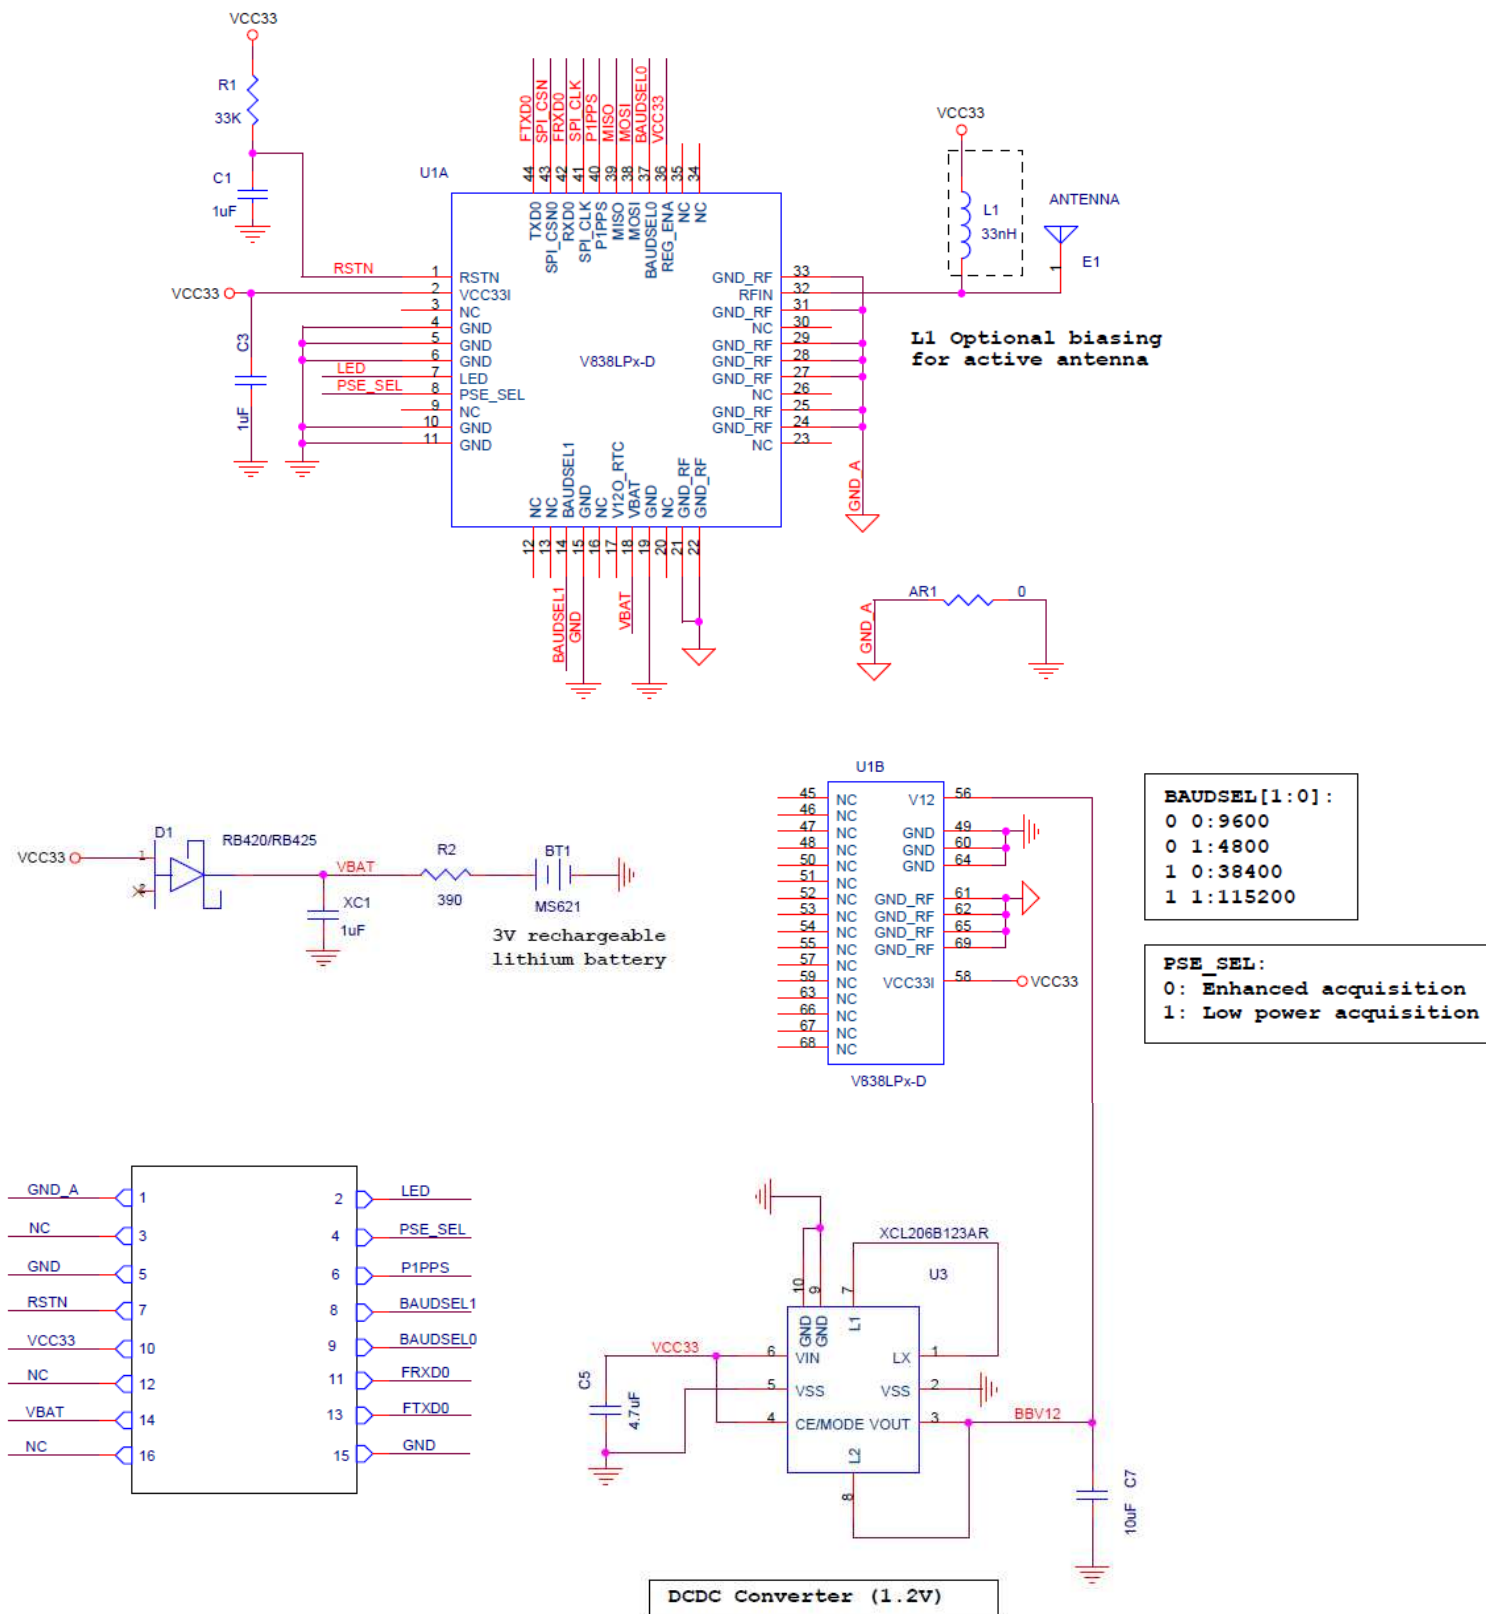 VCC33
R1
33K
C1
1uF
RSTN
VCC33
C3
1uF
LED
PSE_SEL
U1A
FTXD0
SPI_CSN
FRXD0
SPI_CLK
P1PPS
MISO
MOSI
BAUDSEL0
VCC33
44
43
42
41
40
39
38
37
36
35
34
TXD0
SPI_CSN0
RXD0
SPI_CLK
P1PPS
MISO
MOSI
BAUDSEL0
REG_ENA
NC
NC
1 RSTN
2 VCC33I
3 NC
4 GND
5 GND
6 GND
7 LED
8 PSE_SEL
9 NC
10 GND
11 GND
V838LPx-D
GND_RF 33
RFIN 32
GND_RF 31
NC 30
GND_RF 29
GND_RF 28
GND_RF 27
NC 26
GND_RF 25
GND_RF 24
NC 23
NC
NC
BAUDSEL1
GND
NC
V12O_RTC
VBAT
GND
NC
GND_RF
GND_RF
12
13
14
15
16
17
18
19
20
21
22
BAUDSEL1
GND
VBAT
GND_A
VCC33
L1
33nH
ANTENNA
1
E1
L1 Optional biasing
for active antenna
AR1 0
GND_A
D1
RB420/RB425
VCC33
1
2
VBAT
XC1
1uF
R2
390
BT1
MS621
3V rechargeable
lithium battery
U1B
45 NC
46 NC
47 NC
48 NC
50 NC
51 NC
52 NC
53 NC
54 NC
55 NC
57 NC
59 NC
63 NC
66 NC
67 NC
68 NC
V12 56
GND 49
GND 60
GND 64
GND_RF 61
GND_RF 62
GND_RF 65
GND_RF 69
VCC33I 58
VCC33
V838LPx-D
BAUDSEL[1:0]:
0 0:9600
0 1:4800
1 0:38400
1 1:115200
PSE_SEL:
0: Enhanced acquisition
1: Low power acquisition
GND_A 1 2 LED
NC 3 4 PSE_SEL
GND 5 6 P1PPS
RSTN 7 8 BAUDSEL1
VCC33 10 9 BAUDSEL0
NC 12 11 FRXD0
VBAT 14 13 FTXD0
NC 16 15 GND
XCL206B123AR
U3
10
9
7
GND
GND
L1
VCC33
6 VIN
5 VSS
4 CE/MODE
LX 1
VSS 2
VOUT 3
L2
8
C5
4.7uF
BBV12
C7
10uF
DCDC Converter (1.2V)